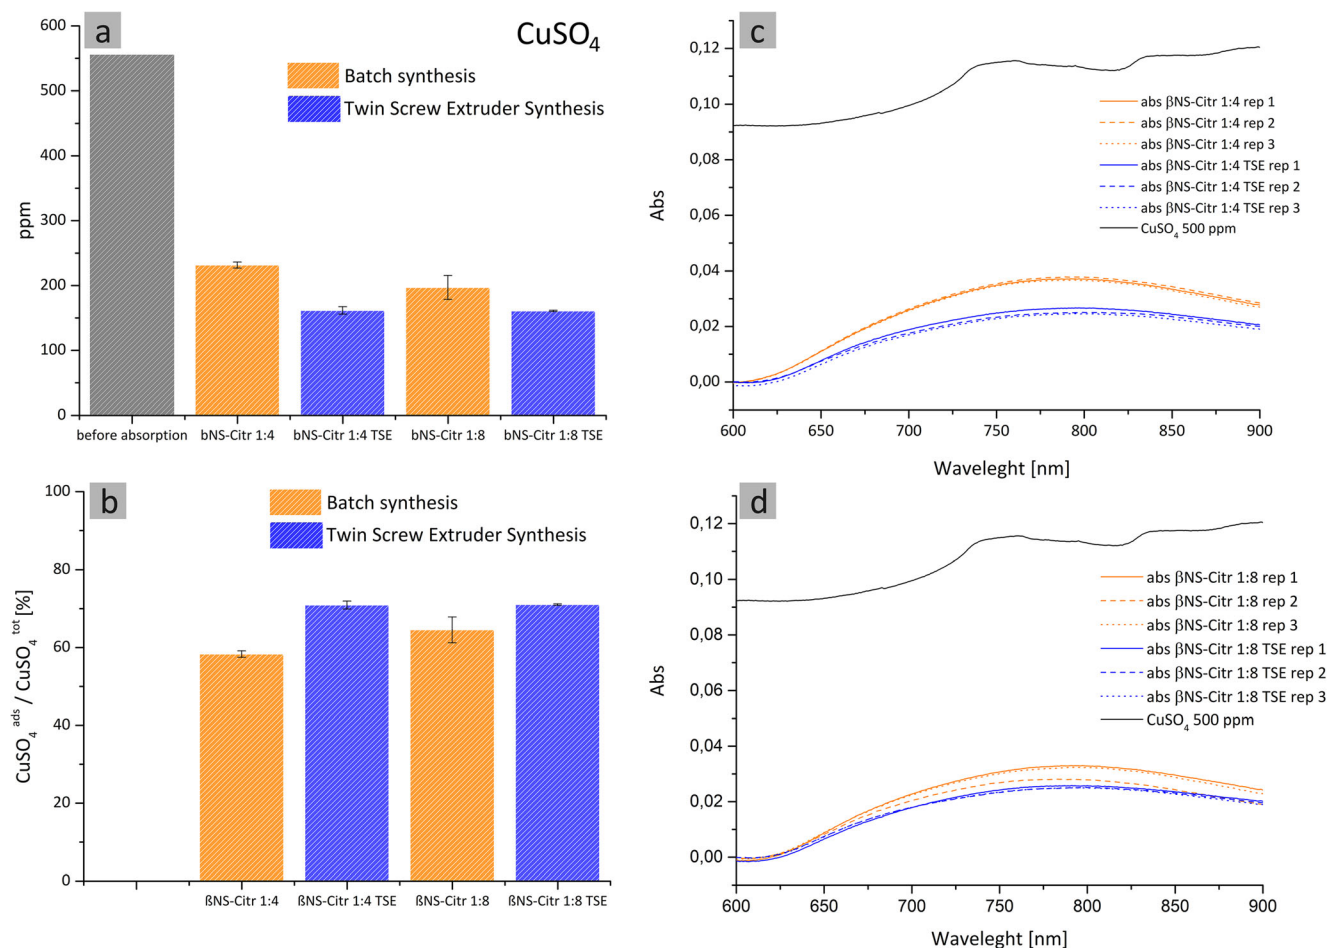 a
CuSO4
Batch synthesis
Twin Screw Extruder Synthesis
ppm
600
500
400
300
200
100
0
before absorption
bNS-Citr 1:4
bNS-Citr 1:4 TSE
bNS-Citr 1:8
bNS-Citr 1:8 TSE
c
abs βNS-Citr 1:4 rep 1
abs βNS-Citr 1:4 rep 2
abs βNS-Citr 1:4 rep 3
abs βNS-Citr 1:4 TSE rep 1
abs βNS-Citr 1:4 TSE rep 2
abs βNS-Citr 1:4 TSE rep 3
CuSO4 500 ppm
Abs
0,12
0,10
0,08
0,06
0,04
0,02
0,00
600 650 700 750 800 850 900
Waveleght [nm]
b
Batch synthesis
Twin Screw Extruder Synthesis
CuSO4 ads / CuSO4 tot [%]
100
80
60
40
20
0
ßNS-Citr 1:4
ßNS-Citr 1:4 TSE
ßNS-Citr 1:8
ßNS-Citr 1:8 TSE
d
abs βNS-Citr 1:8 rep 1
abs βNS-Citr 1:8 rep 2
abs βNS-Citr 1:8 rep 3
abs βNS-Citr 1:8 TSE rep 1
abs βNS-Citr 1:8 TSE rep 2
abs βNS-Citr 1:8 TSE rep 3
CuSO4 500 ppm
Abs
0,12
0,10
0,08
0,06
0,04
0,02
0,00
600 650 700 750 800 850 900
Waveleght [nm]